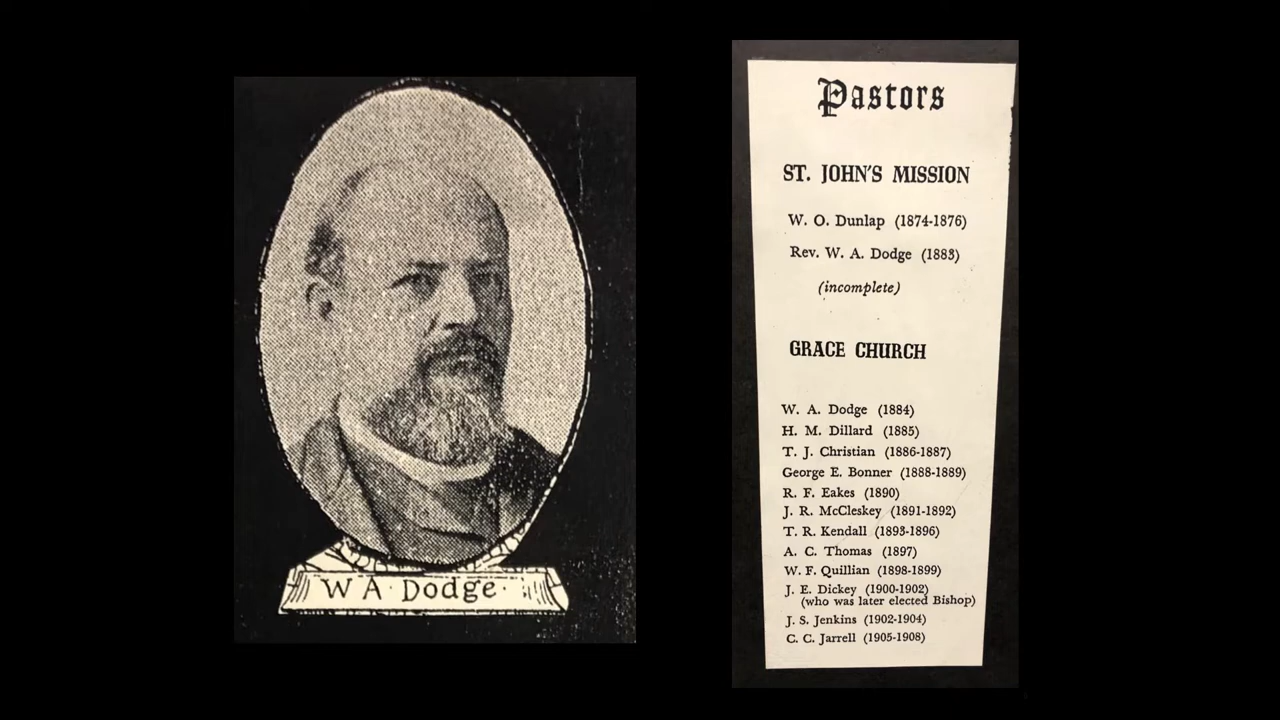 W A Dodge
Pastors
ST. JOHN'S MISSION
W. O. Dunlap (1874-1876)
Rev. W. A. Dodge (1883)
(incomplete)
GRACE CHURCH
W. A. Dodge (1884)
H. M. Dillard (1885)
T. J. Christian (1886-1887)
George E. Bonner (1888-1889)
R. F. Eakes (1890)
J. R. McCleskey (1891-1892)
T. R. Kendall (1893-1896)
A. C. Thomas (1897)
W. F. Quillian (1898-1899)
J. E. Dickey (1900-1902)
(who was later elected Bishop)
J. S. Jenkins (1902-1904)
C. C. Jarrell (1905-1908)